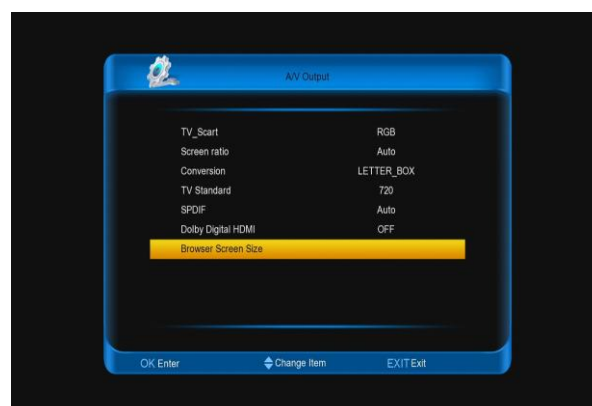 A/V Output
TV_Scart RGB
Screen ratio Auto
Conversion LETTER_BOX
TV Standard 720
SPDIF Auto
Dolby Digital HDMI OFF
Browser Screen Size
OK Enter Change Item EXIT Exit